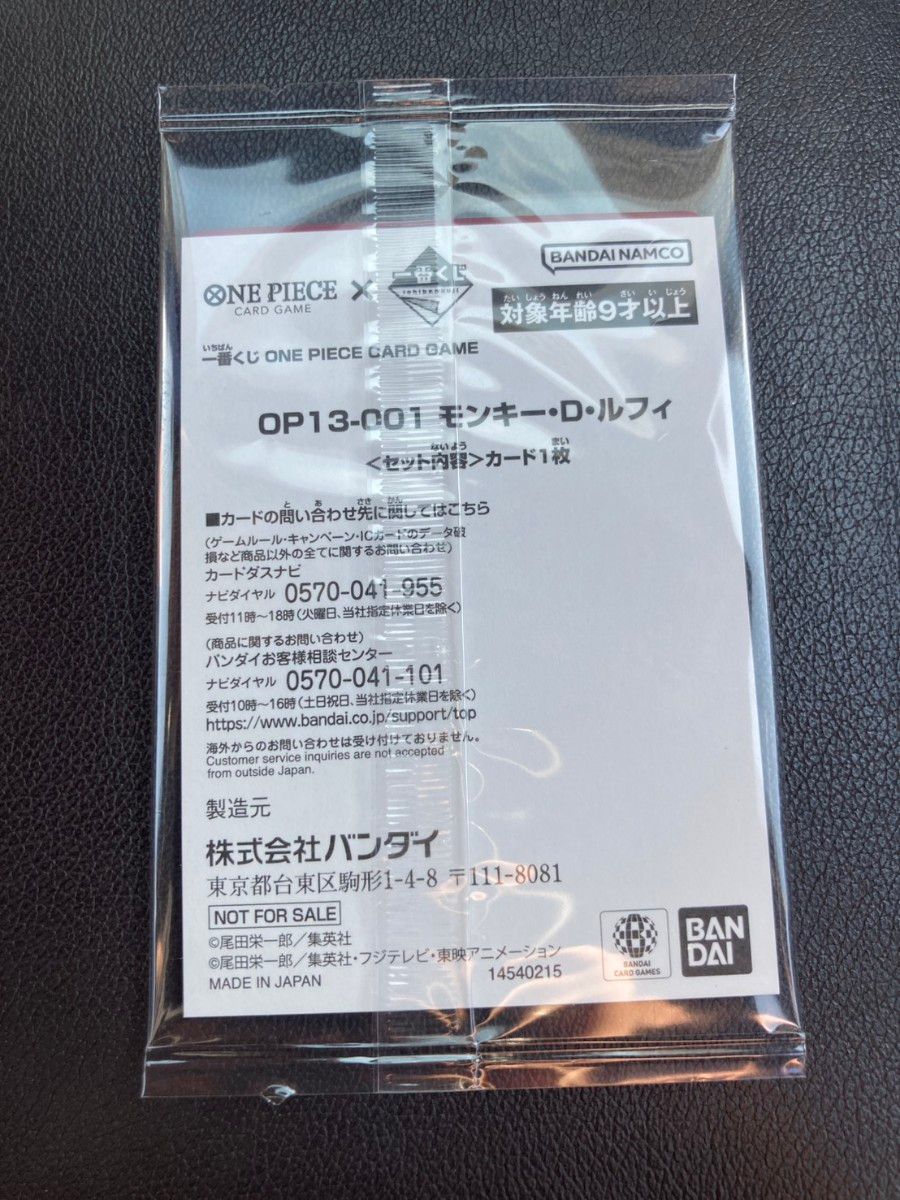 ONE PIECE
CARD GAME
×
一番くじ
ichibankuji
BANDAI NAMCO
たいしょうねんれい さいいじょう
対象年齢9才以上
いちばん
一番くじ ONE PIECE CARD GAME
OP13-001 モンキー・D・ルフィ
ないよう まい
<セット内容>カード1枚
と あ さき かん
■カードの問い合わせ先に関してはこちら
(ゲームルール・キャンペーン・ICカードのデータ破
損など商品以外の全てに関するお問い合わせ)
カードダスナビ
ナビダイヤル 0570-041-955
受付11時~18時(火曜日、当社指定休業日を除く)
(商品に関するお問い合わせ)
バンダイお客様相談センター
ナビダイヤル 0570-041-101
受付10時~16時(土日祝日、当社指定休業日を除く)
https://www.bandai.co.jp/support/top
海外からのお問い合わせは受け付けておりません。
Customer service inquiries are not accepted
from outside Japan.
製造元
株式会社バンダイ
東京都台東区駒形1-4-8 〒111-8081
NOT FOR SALE
©尾田栄一郎/集英社
©尾田栄一郎/集英社・フジテレビ・東映アニメーション
MADE IN JAPAN
14540215
BANDAI
CARD GAMES
BAN
DAI